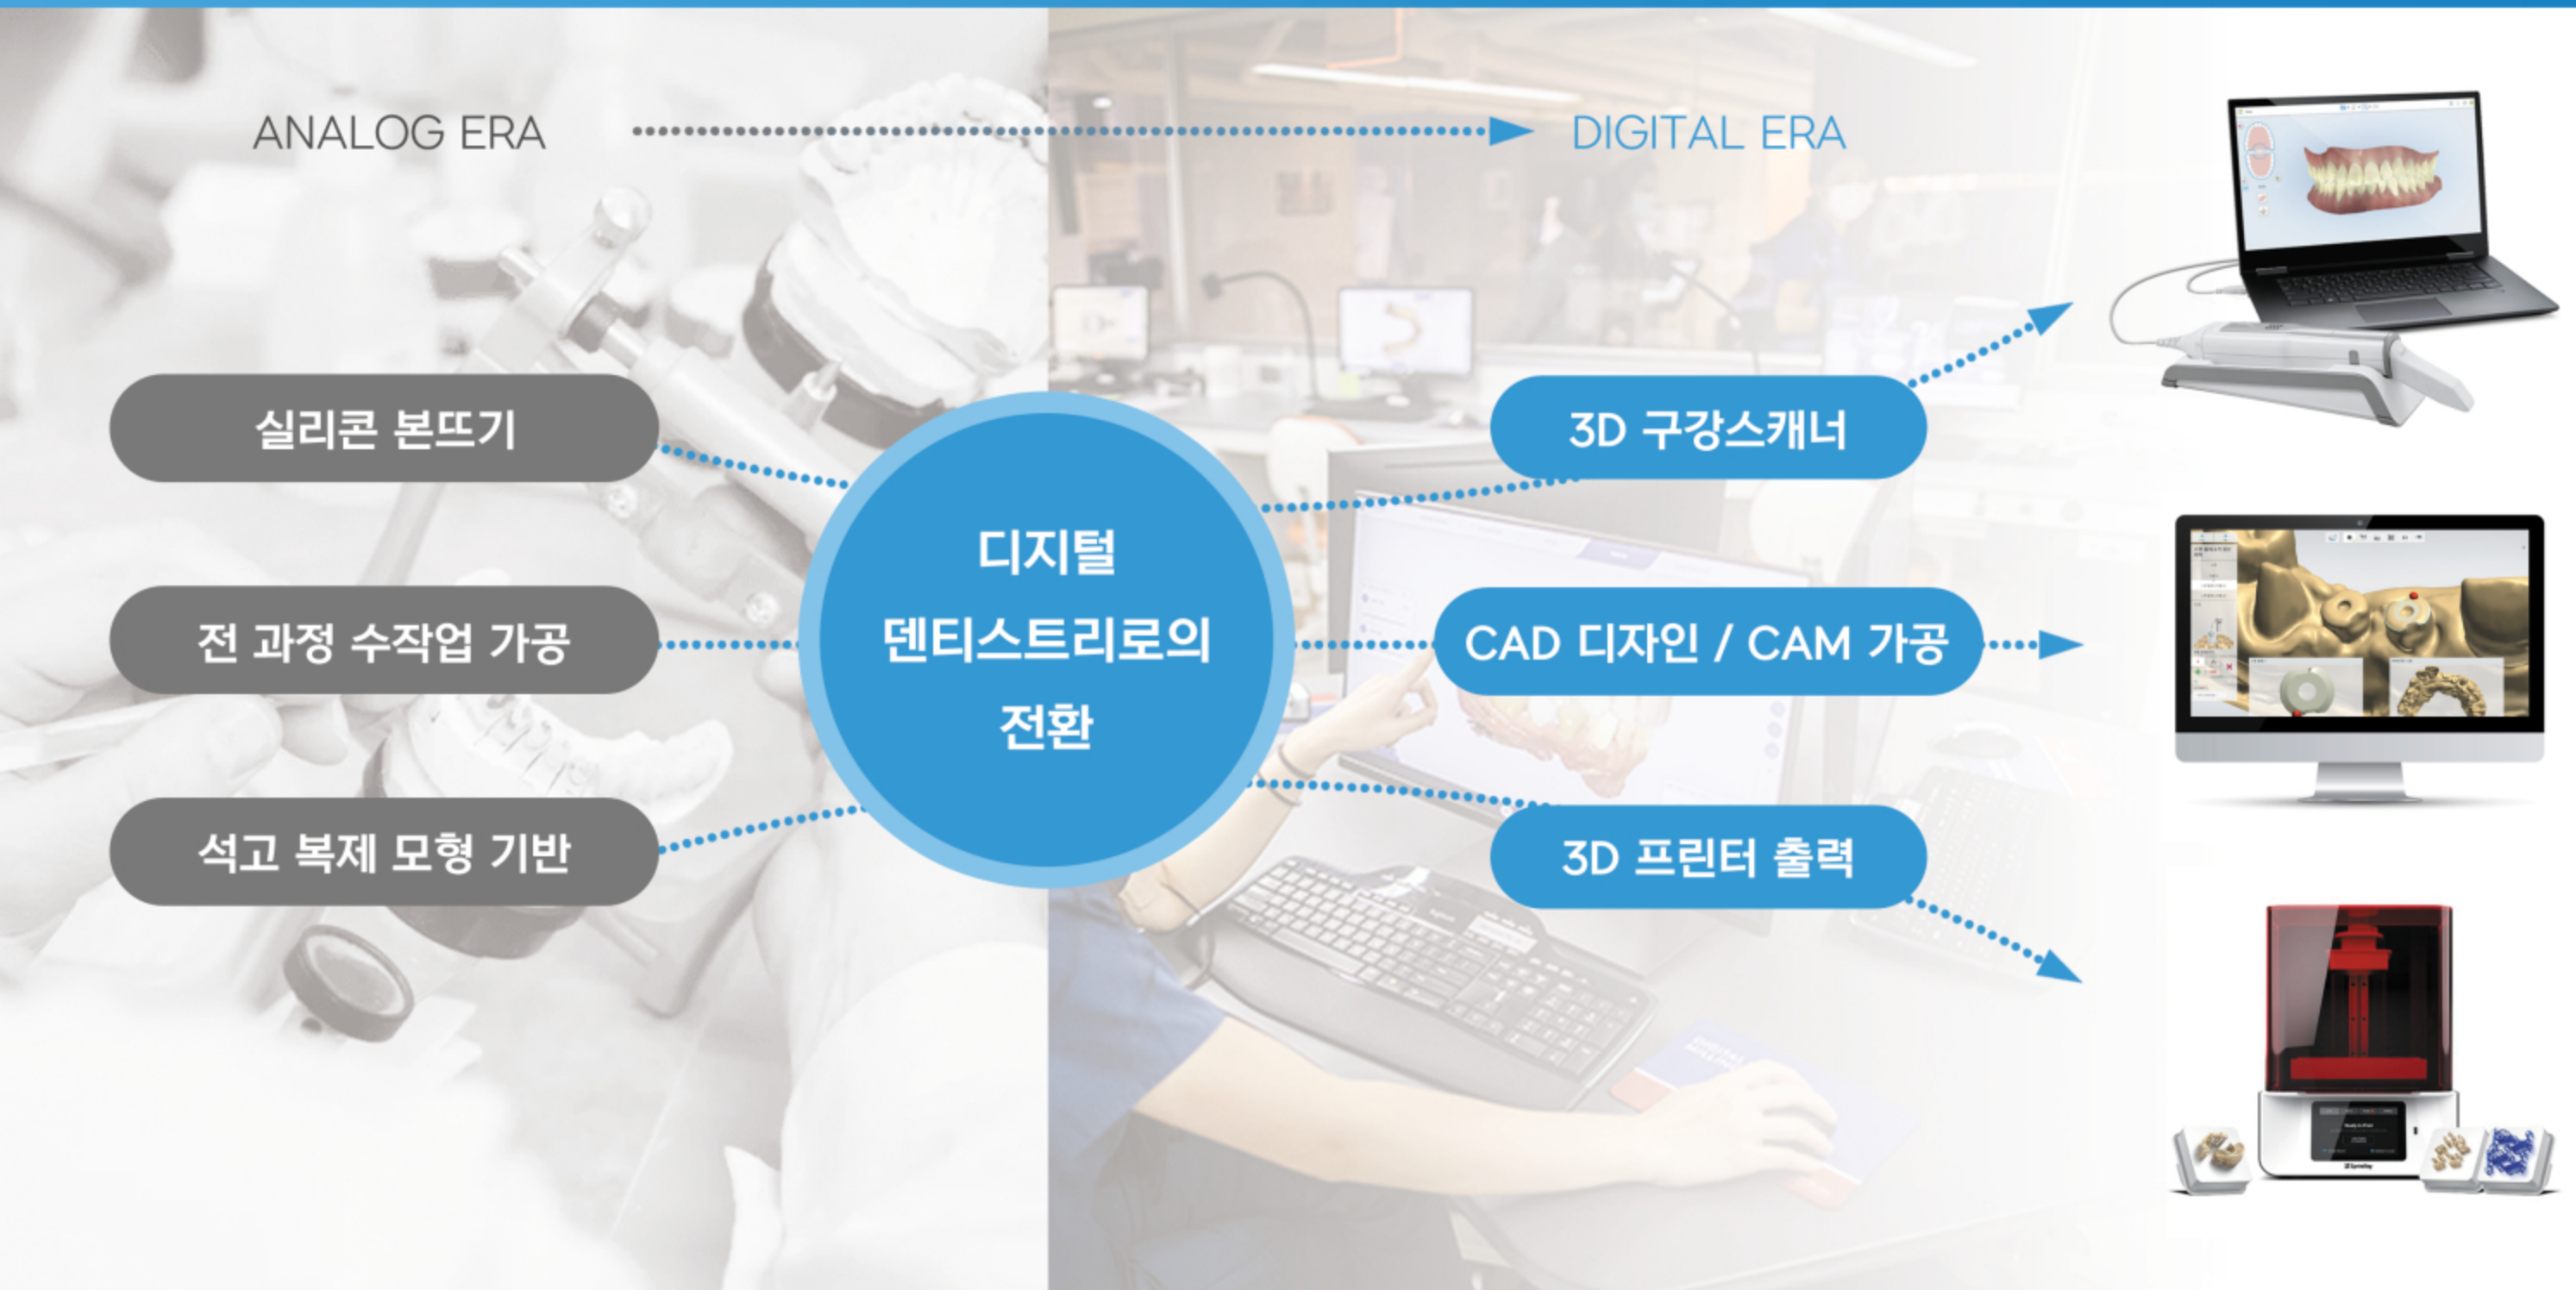 ANALOG ERA
DIGITAL ERA
실리콘 본뜨기
전 과정 수작업 가공
석고 복제 모형 기반
디지털
덴티스트리로의
전환
3D 구강스캐너
CAD 디자인 / CAM 가공
3D 프린터 출력